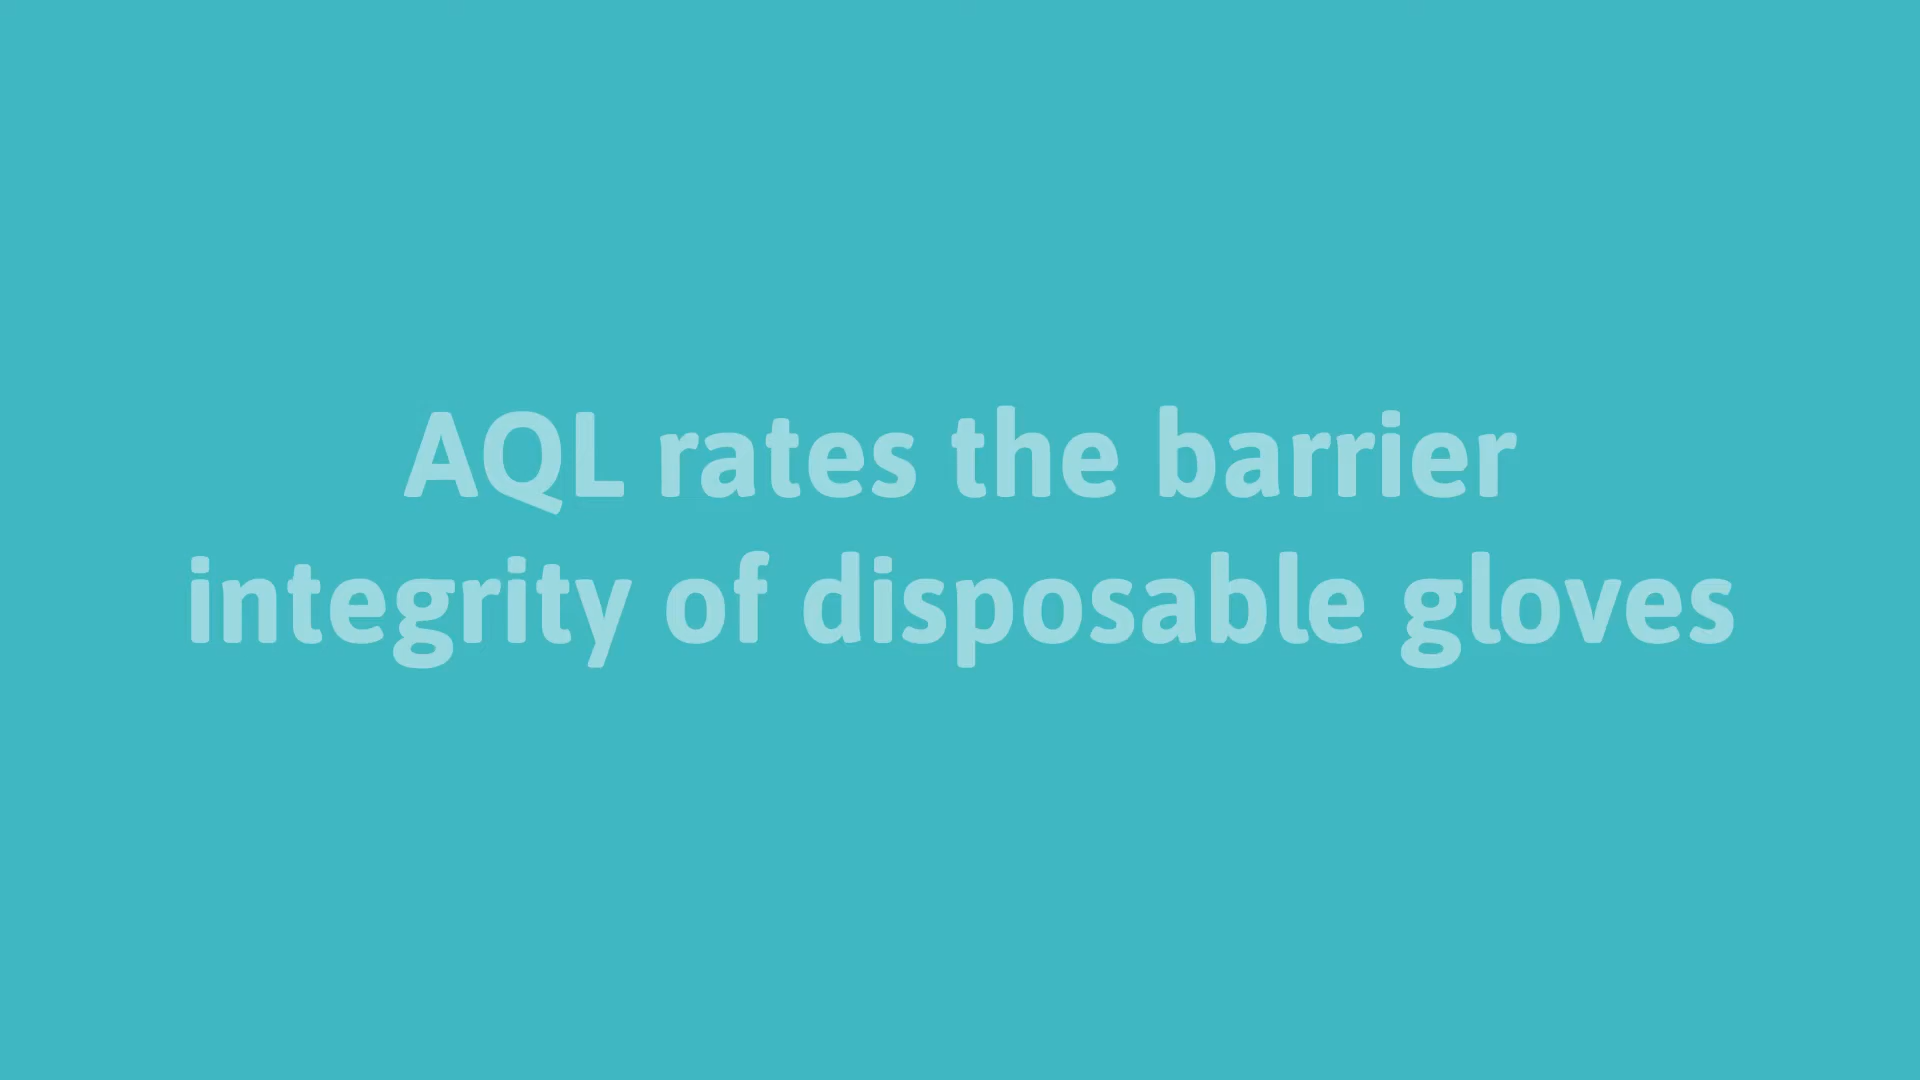 AQL rates the barrier
integrity of disposable gloves